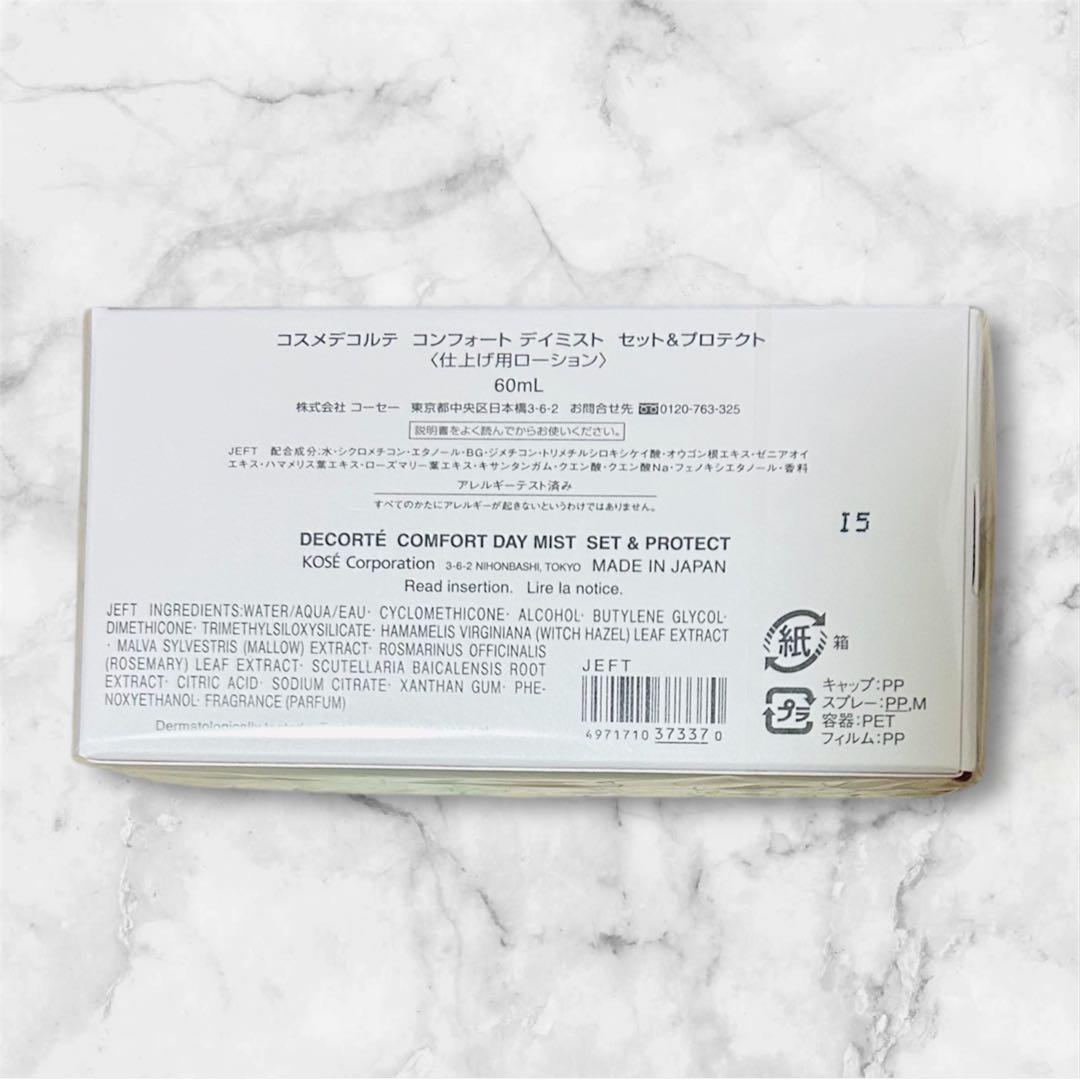 コスメデコルテ コンフォート デイミスト セット&プロテクト
〈仕上げ用ローション〉
60mL
株式会社 コーセー 東京都中央区日本橋3-6-2 お問合せ先 0120-763-325
説明書をよく読んでからお使いください。
JEFT 配合成分:水・シクロメチコン・エタノール・BG・ジメチコン・トリメチルシロキシケイ酸・オウゴン根エキス・ゼニアオイ
エキス・ハマメリス葉エキス・ローズマリー葉エキス・キサンタンガム・クエン酸・クエン酸Na・フェノキシエタノール・香料
アレルギーテスト済み
すべてのかたにアレルギーが起きないというわけではありません。
I5
DECORTÉ COMFORT DAY MIST SET & PROTECT
KOSÉ Corporation 3-6-2 NIHONBASHI, TOKYO MADE IN JAPAN
Read insertion. Lire la notice.
JEFT INGREDIENTS:WATER/AQUA/EAU· CYCLOMETHICONE· ALCOHOL· BUTYLENE GLYCOL·
DIMETHICONE· TRIMETHYLSILOXYSILICATE· HAMAMELIS VIRGINIANA (WITCH HAZEL) LEAF EXTRACT
· MALVA SYLVESTRIS (MALLOW) EXTRACT· ROSMARINUS OFFICINALIS
(ROSEMARY) LEAF EXTRACT· SCUTELLARIA BAICALENSIS ROOT
EXTRACT· CITRIC ACID· SODIUM CITRATE· XANTHAN GUM· PHE-
NOXYETHANOL· FRAGRANCE (PARFUM)
Dermatologically
JEFT
4971710 373370
紙 箱
プラ
キャップ:PP
スプレー:PP,M
容器:PET
フィルム:PP